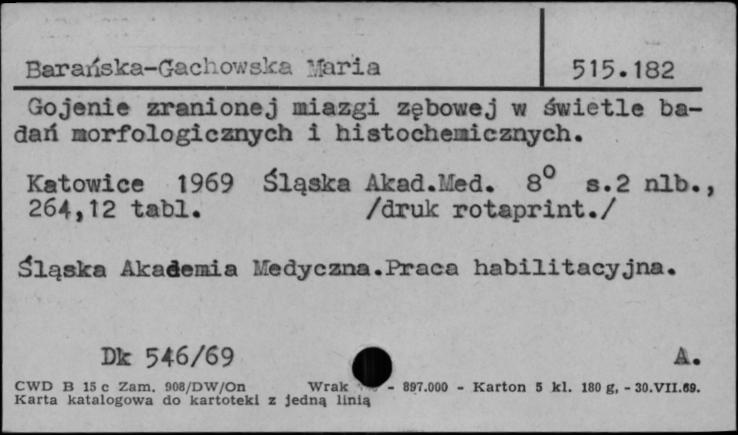 Barańska-Gachowska Maria 515.182
Gojenie zranionej miazgi zębowej w świetle ba-
dań morfologicznych i histochemicznych.
Katowice 1969 Śląska Akad.Med. 8° s.2 nlb.,
264,12 tabl. /druk rotaprint./
Śląska Akademia Medyczna.Praca habilitacyjna.
Dk 546/69 A.
CWD B 15 c Zam. 908/DW/On Wrak - 897.000 - Karton 5 kl. 180 g, - 30.VII.69.
Karta katalogowa do kartoteki z jedną linią